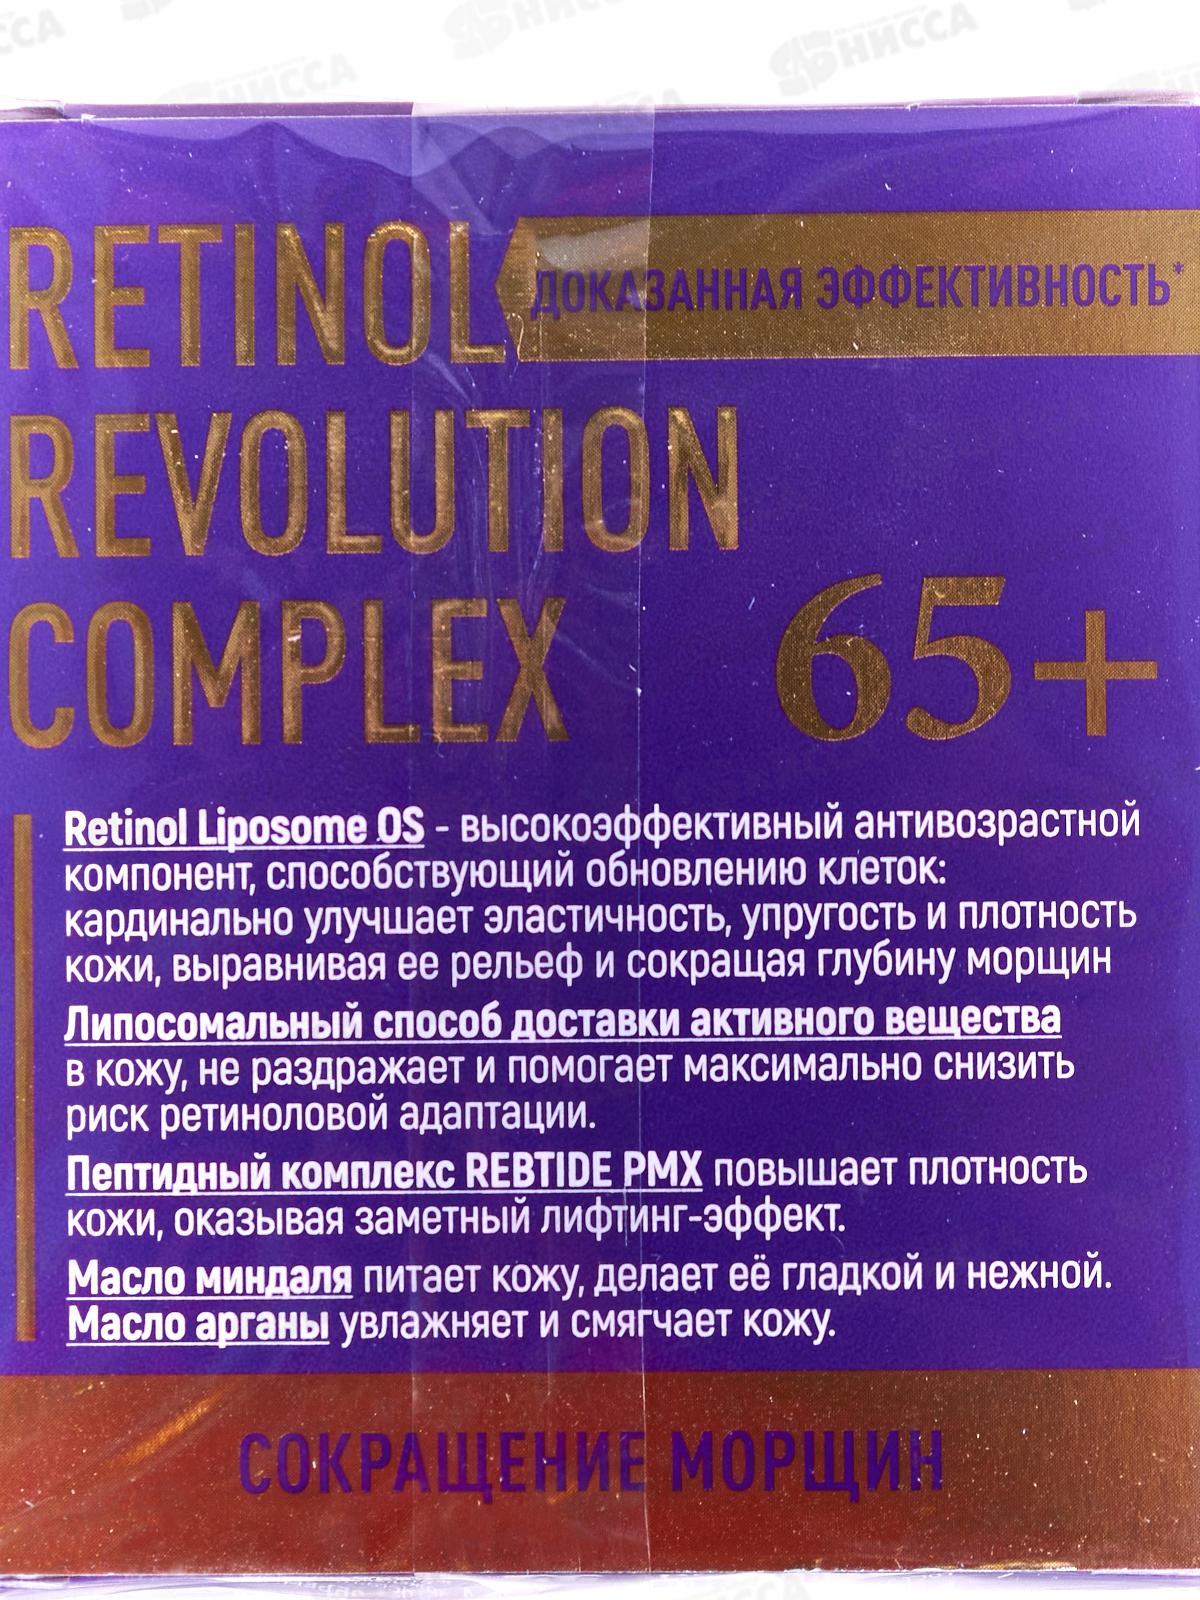 БНИССА
БНИССА
НИССА
RETINOL
ДОКАЗАННАЯ ЭФФЕКТИВНОСТЬ*
REVOLUTION
COMPLEX
65+
Retinol Liposome OS - высокоэффективный антивозрастной
компонент, способствующий обновлению клеток:
кардинально улучшает эластичность, упругость и плотность
кожи, выравнивая ее рельеф и сокращая глубину морщин
Липосомальный способ доставки активного вещества
в кожу, не раздражает и помогает максимально снизить
риск ретиноловой адаптации.
Пептидный комплекс REBTIDE PMX повышает плотность
кожи, оказывая заметный лифтинг-эффект.
Масло миндаля питает кожу, делает её гладкой и нежной.
Масло арганы увлажняет и смягчает кожу.
СОКРАЩЕНИЕ МОРЩИН